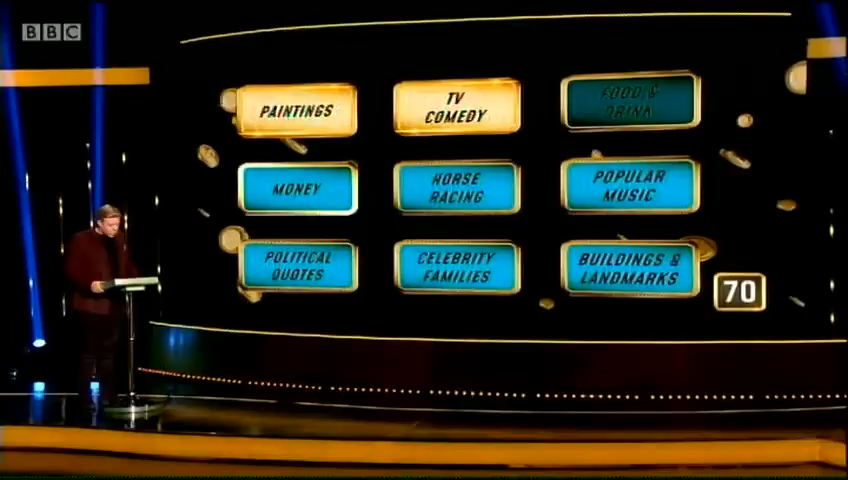 BBC
PAINTINGS
TV
COMEDY
FOOD &
DRINK
MONEY
HORSE
RACING
POPULAR
MUSIC
POLITICAL
QUOTES
CELEBRITY
FAMILIES
BUILDINGS &
LANDMARKS
70